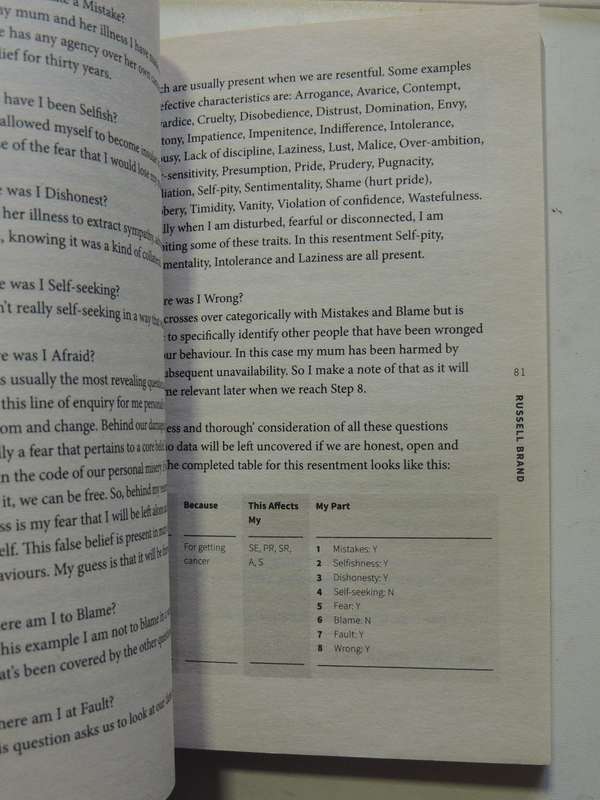 a Mistake?
my mum and her illness I have
has any agency over her own
lief for thirty years.
have I been Selfish?
allowed myself to become
se of the fear that I would lose
was I Dishonest?
her illness to extract sympathy
, knowing it was a kind of
e was I Self-seeking?
n't really self-seeking in a way
re was I Afraid?
s usually the most revealing
this line of enquiry for me
om and change. Behind our
lly a fear that pertains to a core
n the code of our personal misery
it, we can be free. So, behind my
ss is my fear that I will be left
elf. This false belief is present in
aviours. My guess is that it will be
ere am I to Blame?
his example I am not to blame in
at's been covered by the other
here am I at Fault?
is question asks us to look at our
ch are usually present when we are resentful. Some examples
efective characteristics are: Arrogance, Avarice, Contempt,
ardice, Cruelty, Disobedience, Distrust, Domination, Envy,
tony, Impatience, Impenitence, Indifference, Intolerance,
ousy, Lack of discipline, Laziness, Lust, Malice, Over-ambition,
r-sensitivity, Presumption, Pride, Prudery, Pugnacity,
liation, Self-pity, Sentimentality, Shame (hurt pride),
bery, Timidity, Vanity, Violation of confidence, Wastefulness.
lly when I am disturbed, fearful or disconnected, I am
biting some of these traits. In this resentment Self-pity,
mentality, Intolerance and Laziness are all present.
re was I Wrong?
crosses over categorically with Mistakes and Blame but is
to specifically identify other people that have been wronged
ur behaviour. In this case my mum has been harmed by
ubsequent unavailability. So I make a note of that as it will
me relevant later when we reach Step 8.
ess and thorough' consideration of all these questions
no data will be left uncovered if we are honest, open and
he completed table for this resentment looks like this:
Because This Affects My My Part
For getting cancer
SE, PR, SR,
A, S
1 Mistakes: Y
2 Selfishness: Y
3 Dishonesty: Y
4 Self-seeking: N
5 Fear: Y
6 Blame: N
7 Fault: Y
8 Wrong: Y
81
RUSSELL BRAND